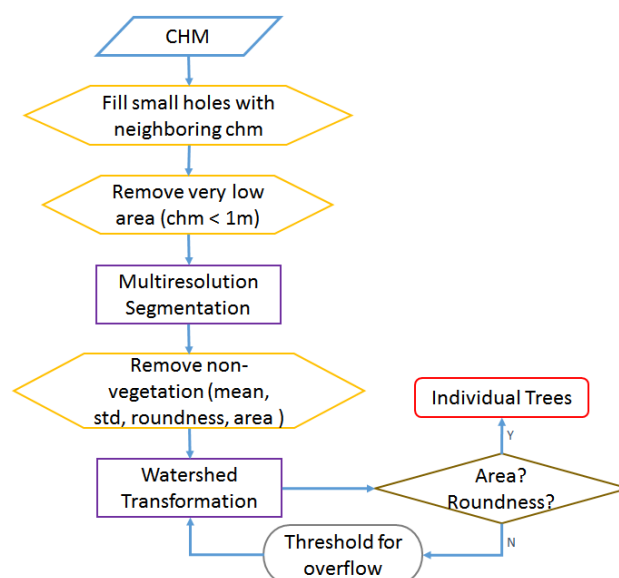 CHM
Fill small holes with
neighboring chm
Remove very low
area (chm < 1m)
Multiresolution
Segmentation
Remove non-
vegetation (mean,
std, roundness, area )
Individual Trees
Y
Watershed
Transformation
Area?
Roundness?
N
Threshold for
overflow